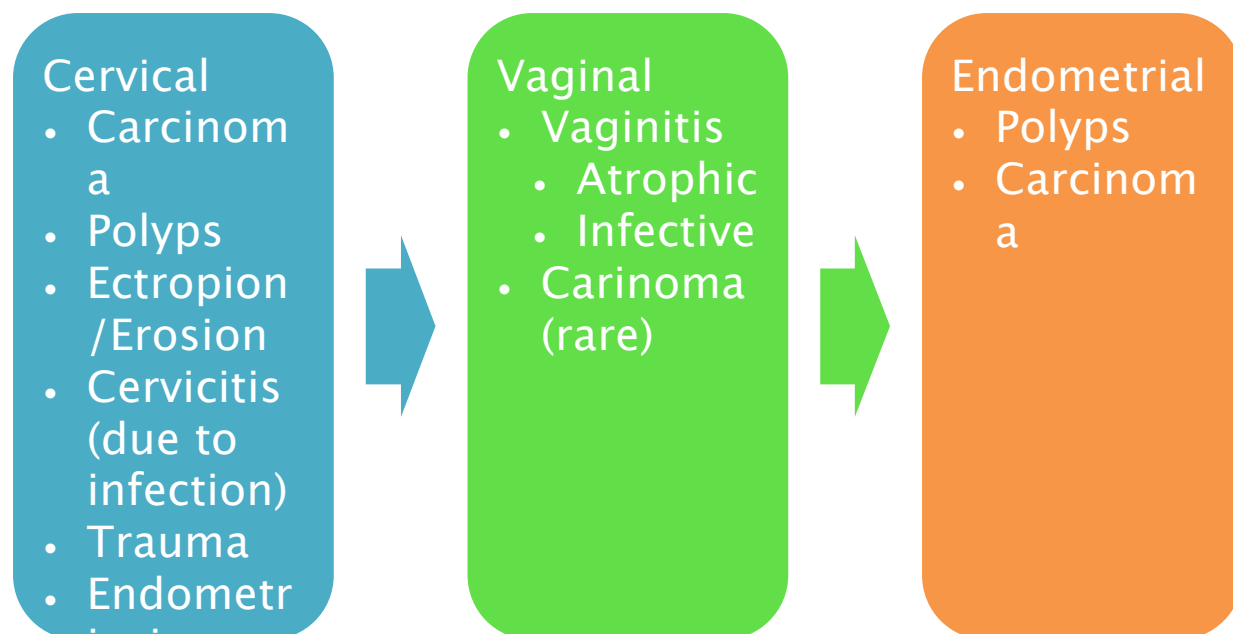 Cervical
• Carcinom
a
• Polyps
• Ectropion
/Erosion
• Cervicitis
(due to
infection)
• Trauma
• Endometr
Vaginal
• Vaginitis
• Atrophic
• Infective
• Carinoma
(rare)
Endometrial
• Polyps
• Carcinom
a